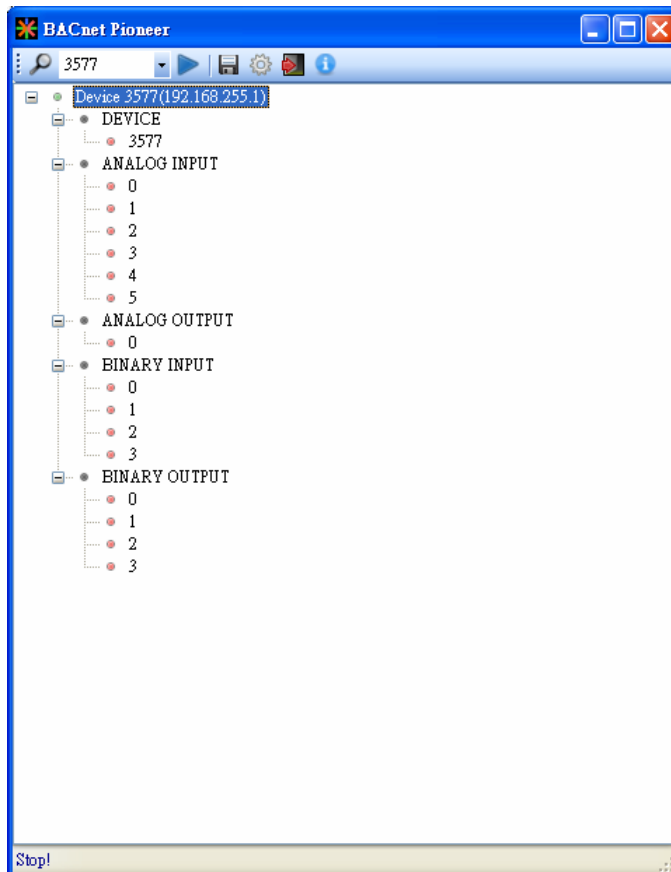 BACnet Pioneer
3577
Device 3577(192.168.255.1)
DEVICE
3577
ANALOG INPUT
0
1
2
3
4
5
ANALOG OUTPUT
0
BINARY INPUT
0
1
2
3
BINARY OUTPUT
0
1
2
3
Stop!